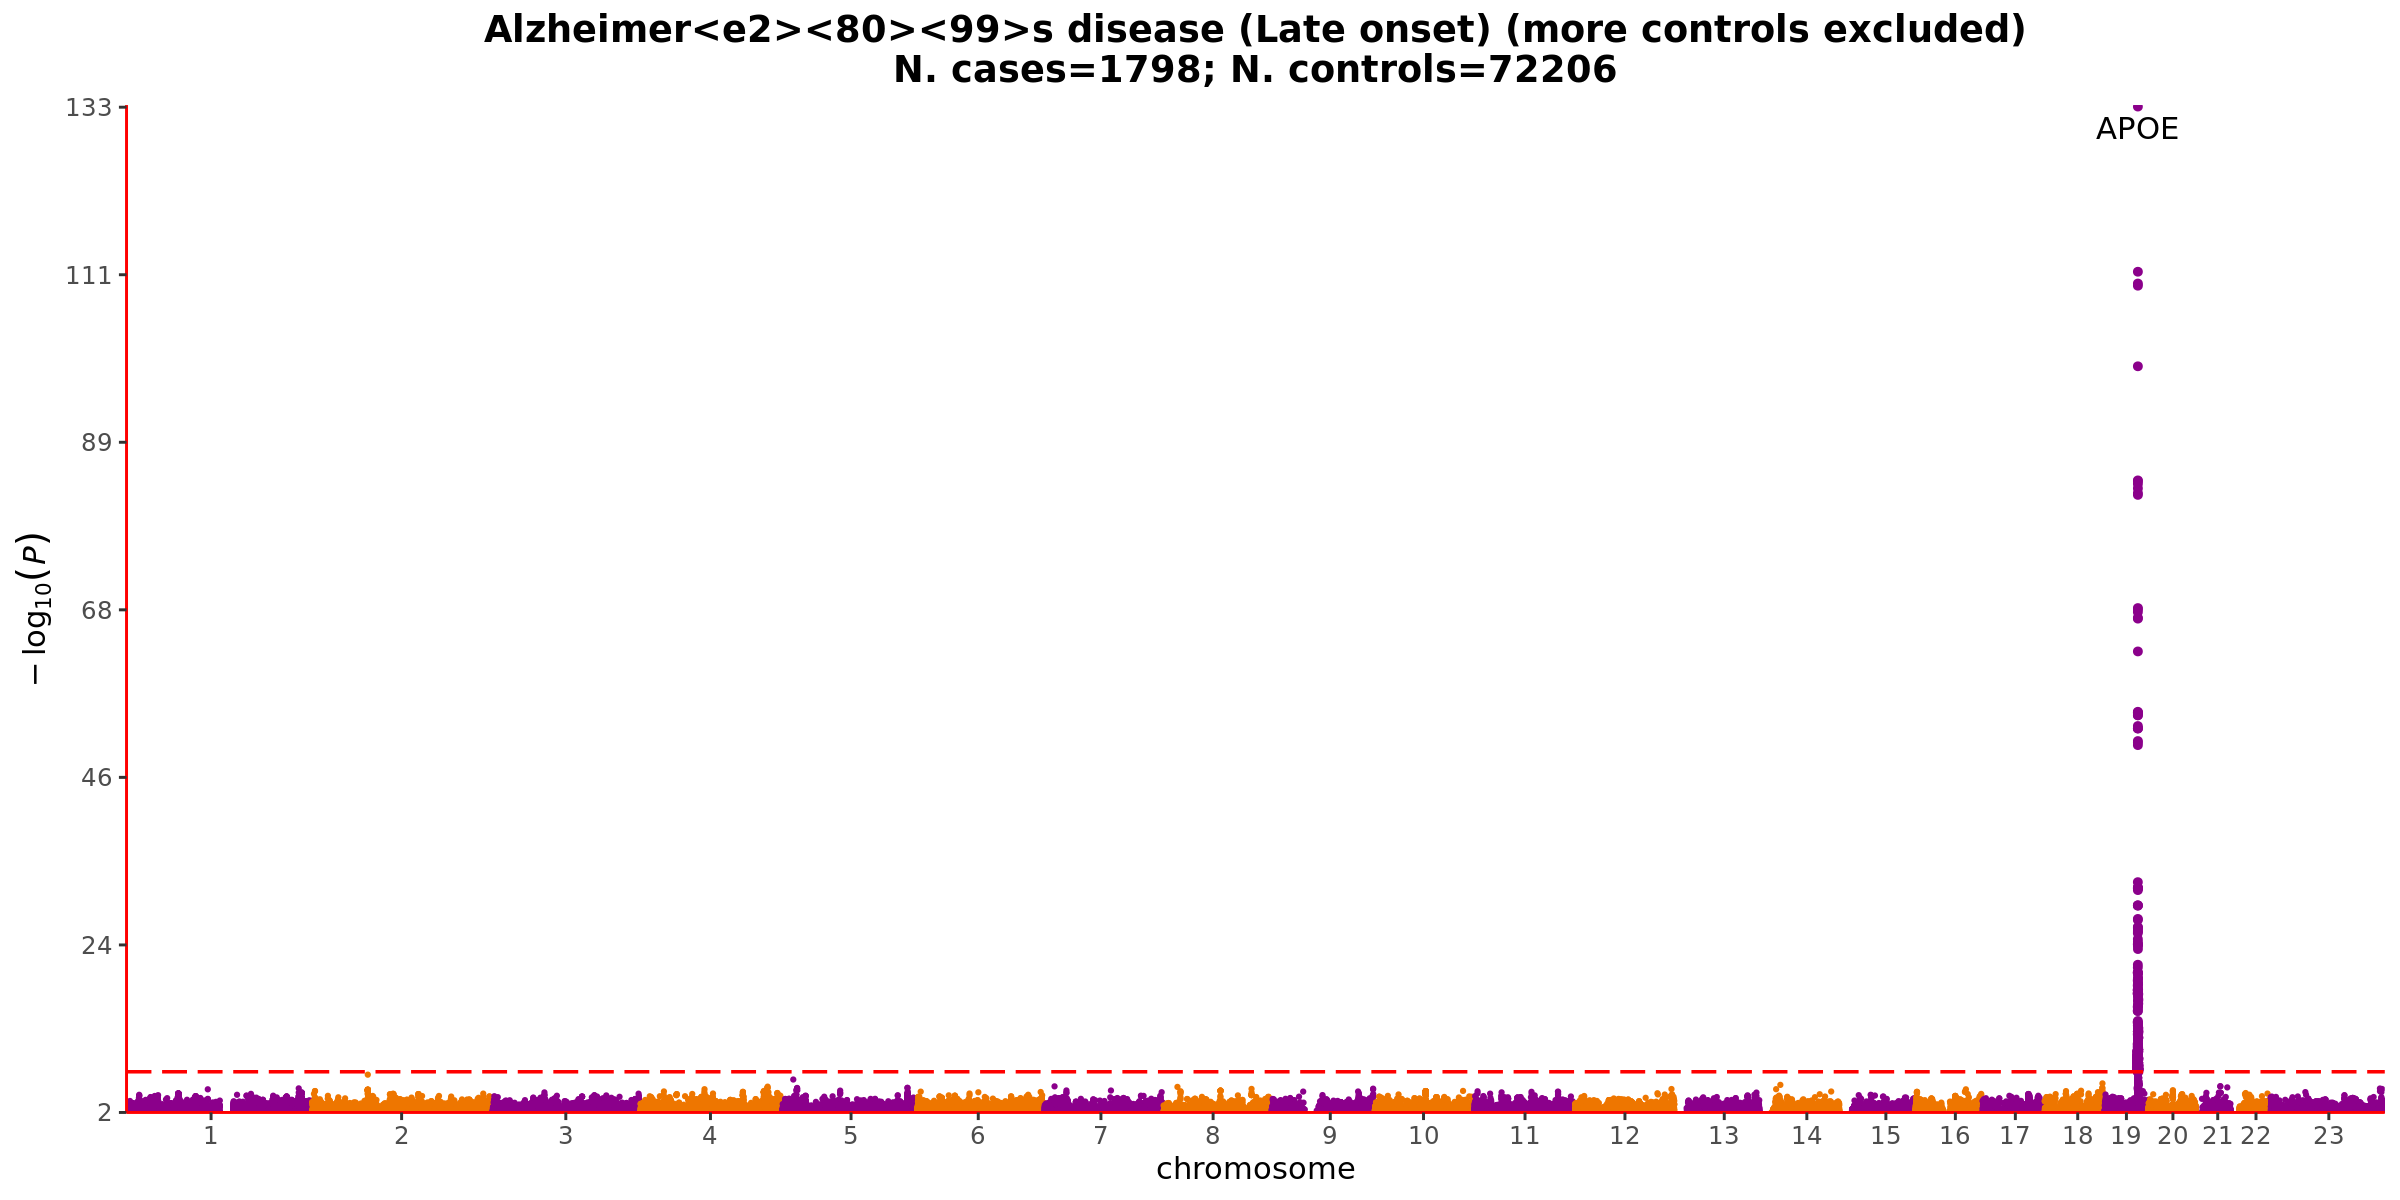 Alzheimer<e2><80><99>s disease (Late onset) (more controls excluded)
N. cases=1798; N. controls=72206
133
APOE
111
89
68
46
24
2
−log10(P)
1 2 3 4 5 6 7 8 9 10 11 12 13 14 15 16 17 18 19 20 21 22 23
chromosome